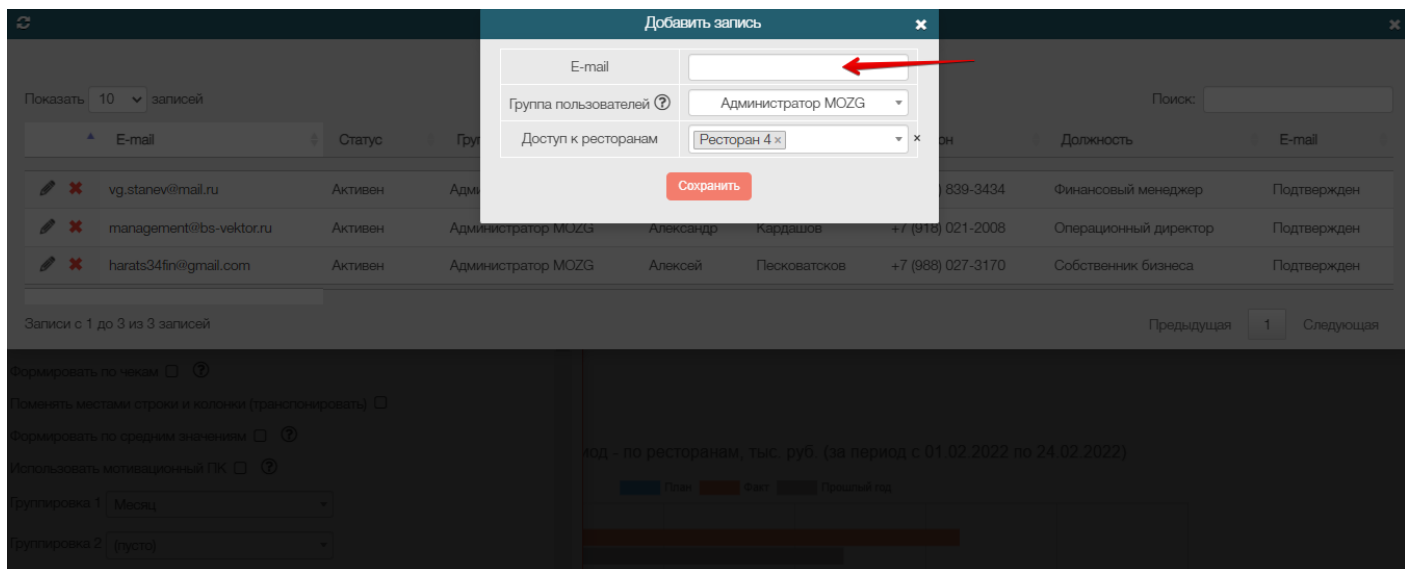 Добавить запись
E-mail
Группа пользователей ? Администратор MOZG
Доступ к ресторанам Ресторан 4 ×
Сохранить
Показать 10 записей
Поиск:
E-mail Статус Должность E-mail
vg.stanev@mail.ru Активен ) 839-3434 Финансовый менеджер Подтвержден
management@bs-vektor.ru Активен Администратор MOZG Александр Кардашов +7 (918) 021-2008 Операционный директор Подтвержден
harats34fin@gmail.com Активен Администратор MOZG Алексей Песковатсков +7 (988) 027-3170 Собственник бизнеса Подтвержден
Записи с 1 до 3 из 3 записей
Предыдущая 1 Следующая
Формировать по чекам ?
Поменять местами строки и колонки (транспонировать)
Формировать по средним значениям ?
Использовать мотивационный ПК ?
Группировка 1 Месяц
Группировка 2 (пусто)
- по ресторанам, тыс. руб. (за период с 01.02.2022 по 24.02.2022)
План Факт Прошлый год